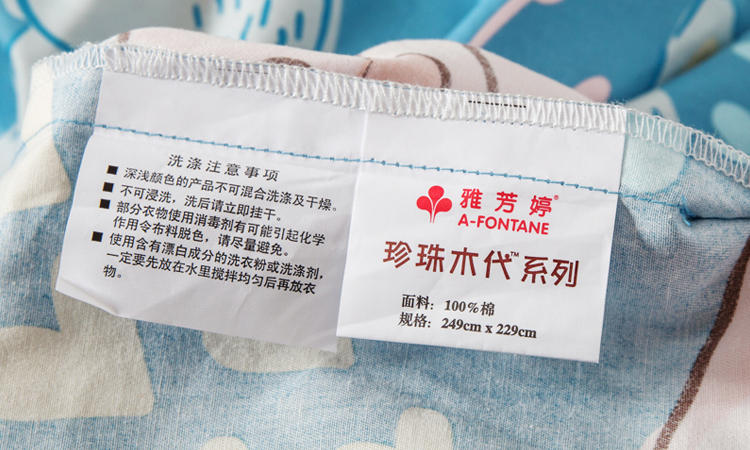 洗涤注意事项
■ 深浅颜色的产品不可混合洗涤及干燥。
■ 不可浸洗，洗后请立即挂干。
■ 部分衣物使用消毒剂有可能引起化学
作用令布料脱色，请尽量避免。
■ 使用含有漂白成分的洗衣粉或洗涤剂，
一定要先放在水里搅拌均匀后再放衣
物。
雅芳婷®
A-FONTANE
珍珠木代™系列
面料：100%棉
规格：249cm x 229cm